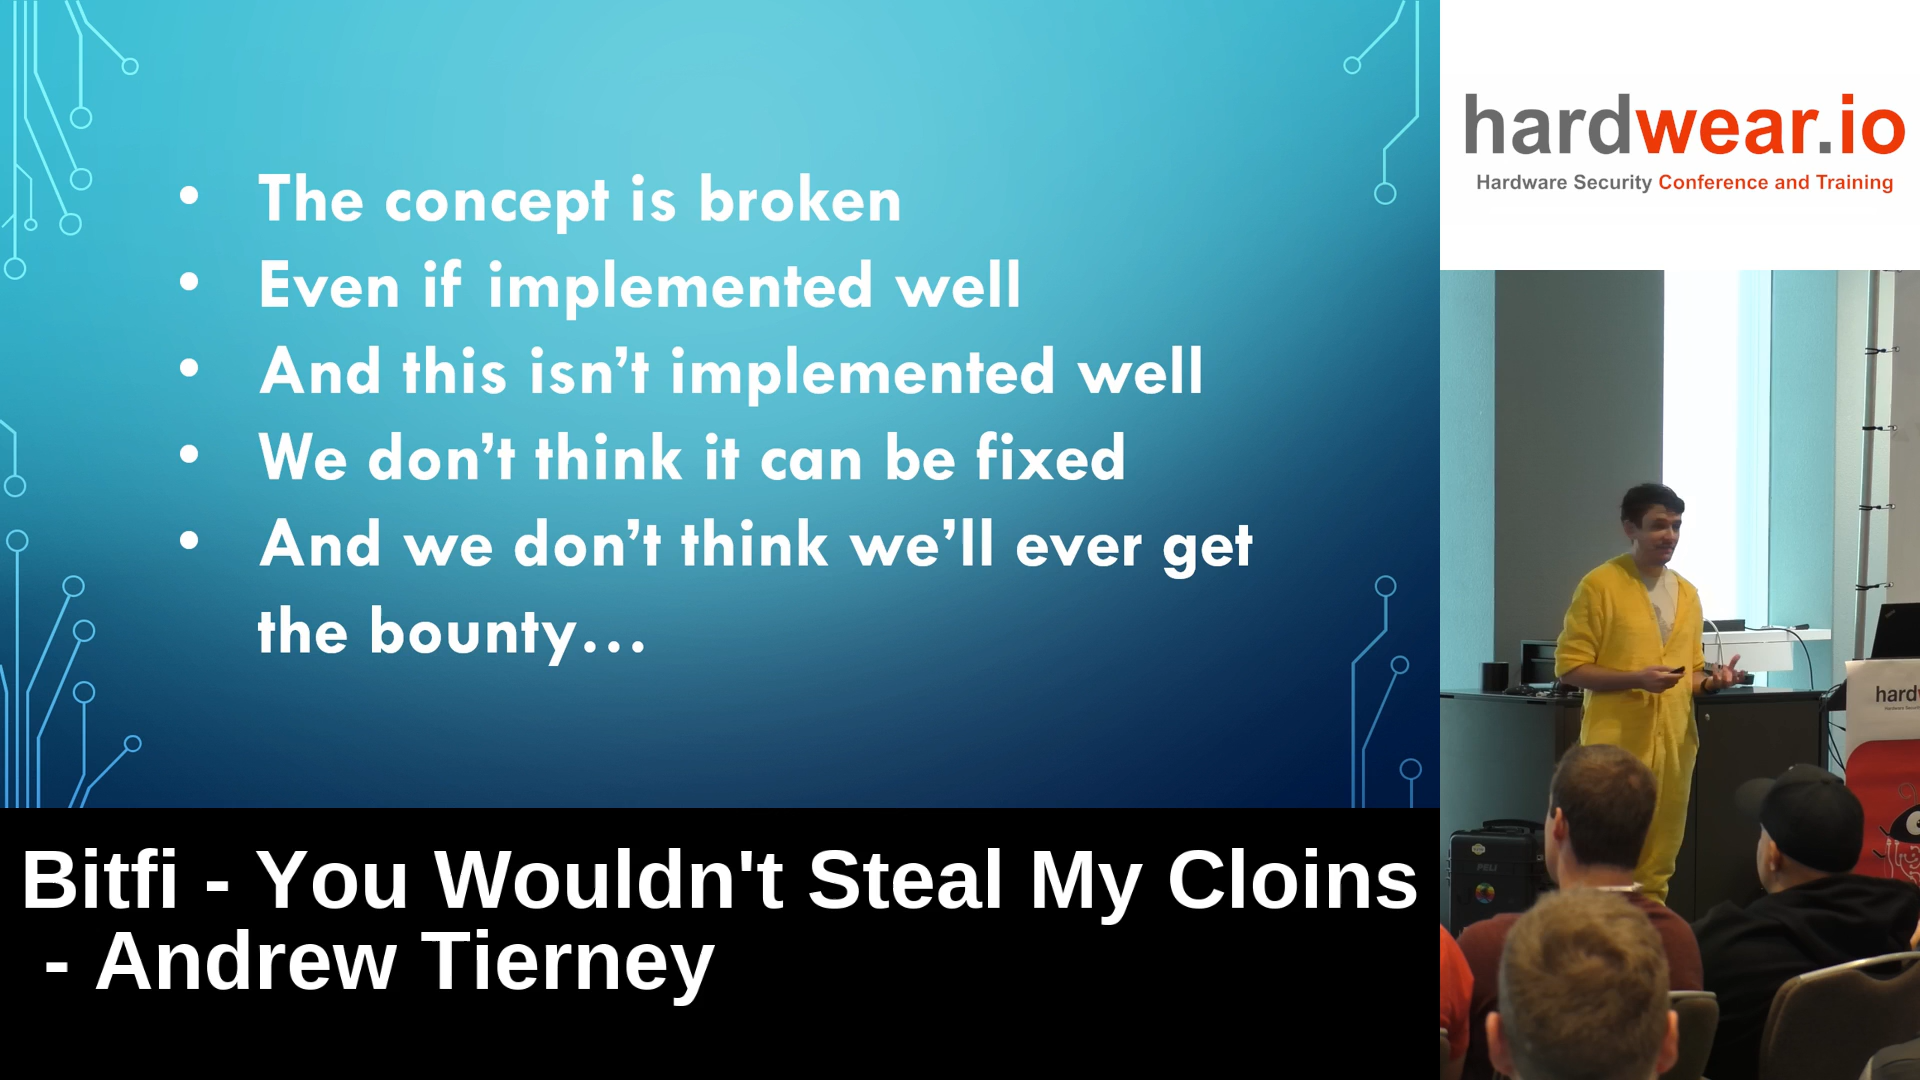 • The concept is broken
• Even if implemented well
• And this isn’t implemented well
• We don’t think it can be fixed
• And we don’t think we’ll ever get
the bounty…
hardwear.io
Hardware Security Conference and Training
PELI
Bitfi - You Wouldn't Steal My Cloins
- Andrew Tierney